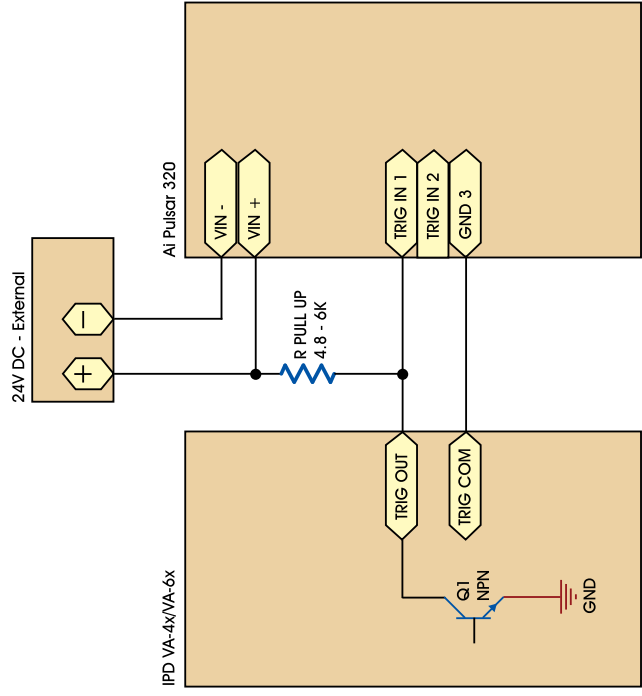 24V DC - External
+
−
Ai Pulsar 320
VIN -
VIN +
TRIG IN 1
TRIG IN 2
GND 3
R PULL UP
4.8 - 6K
IPD VA-4x/VA-6x
TRIG OUT
TRIG COM
Q1
NPN
GND